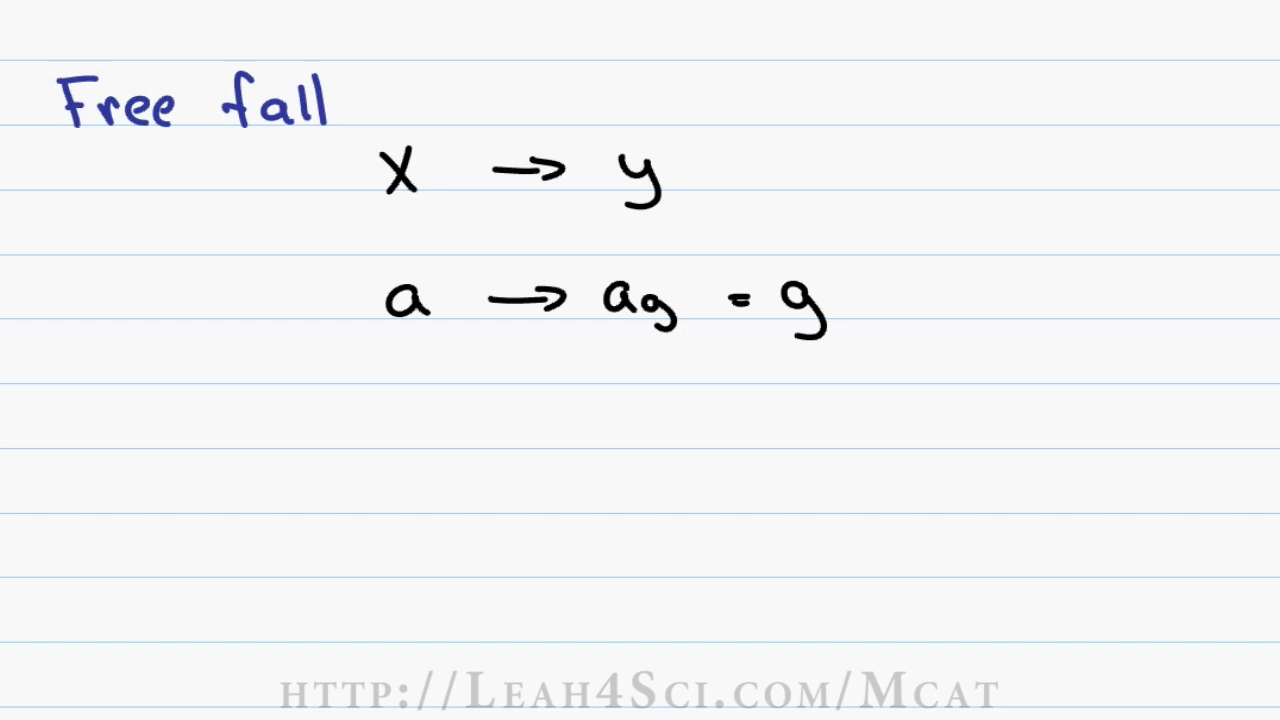 Free fall
x → y
a → ag = g
HTTP://LEAH4SCI.COM/MCAT